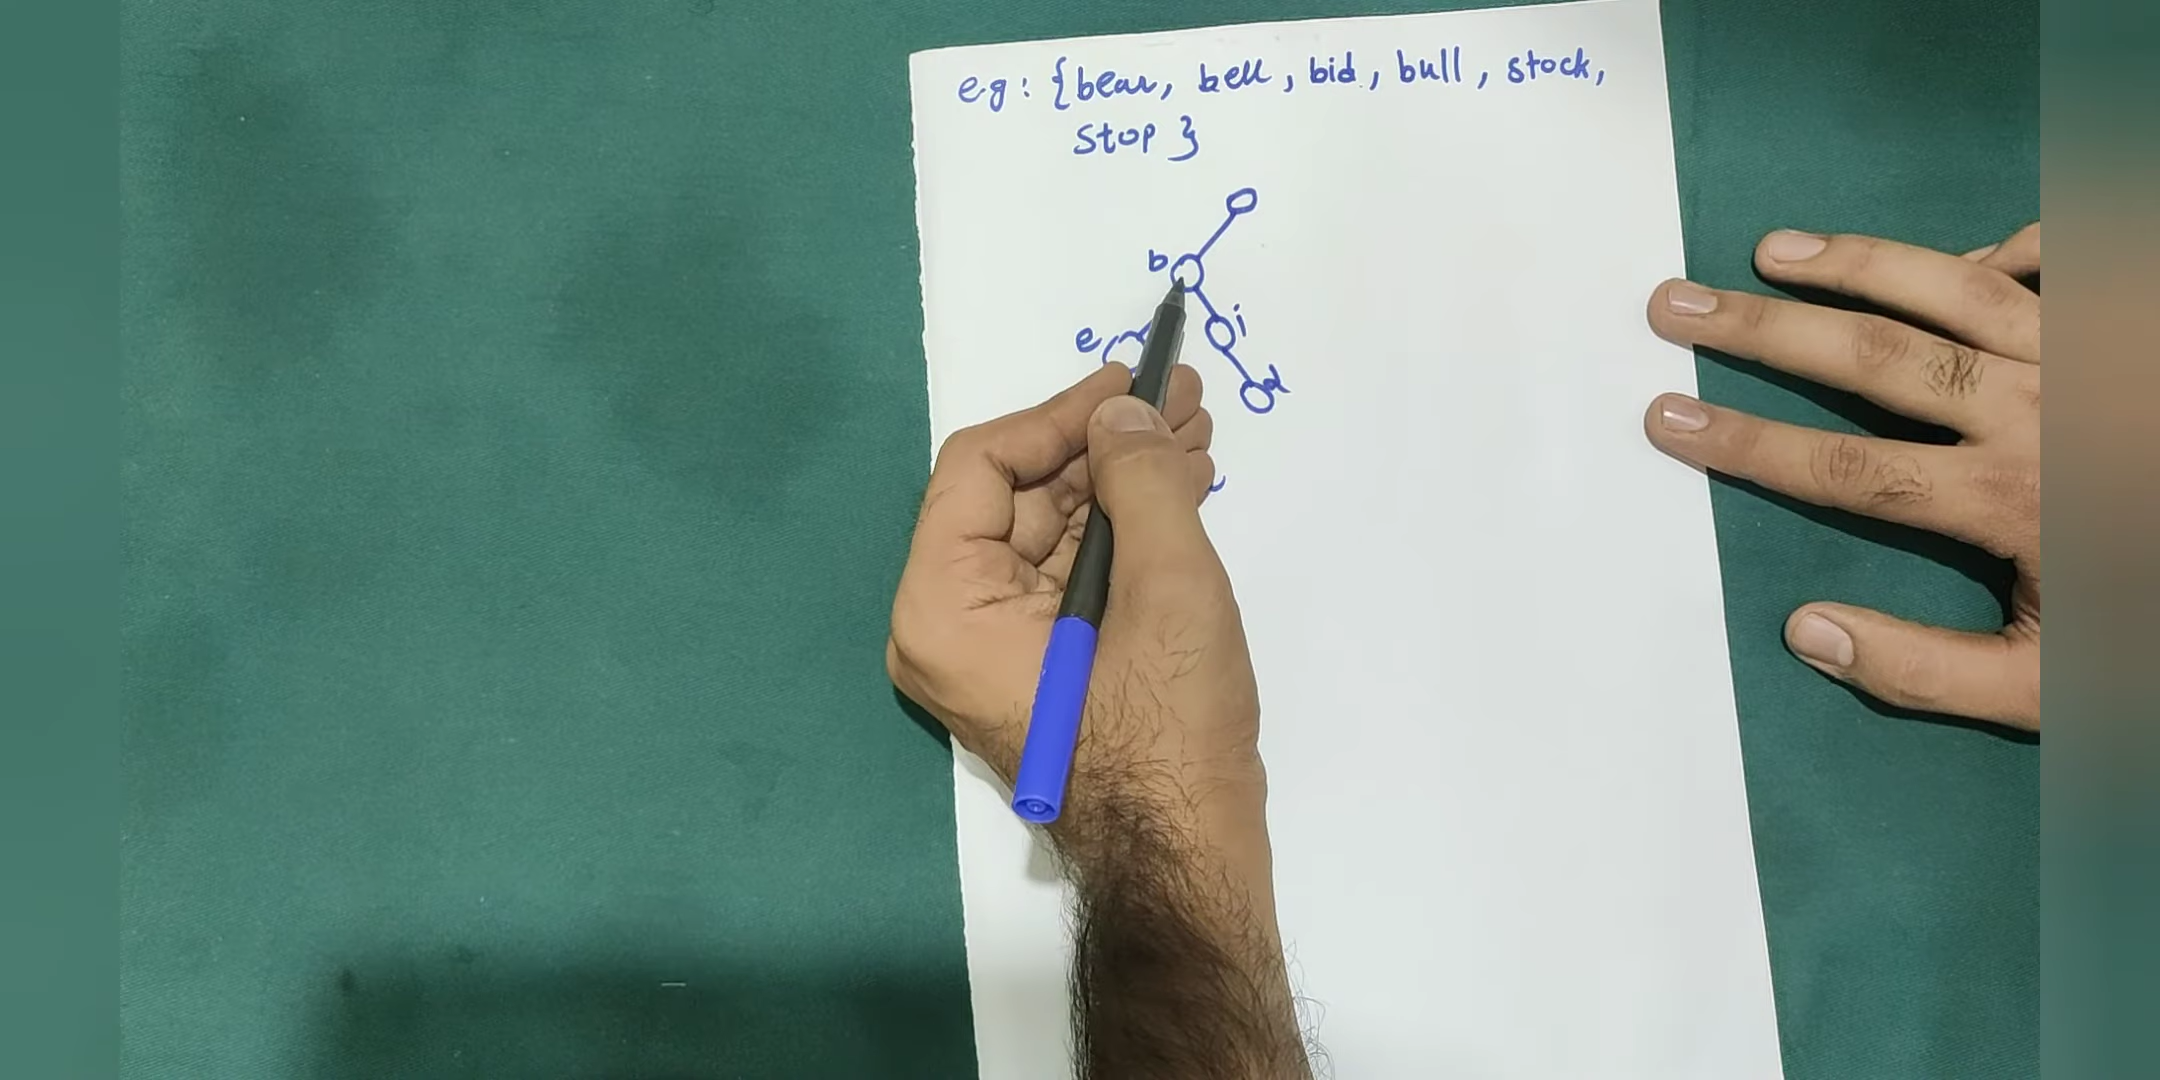 eg: {bear, bell, bid, bull, stock,
stop }
b
i
e
d